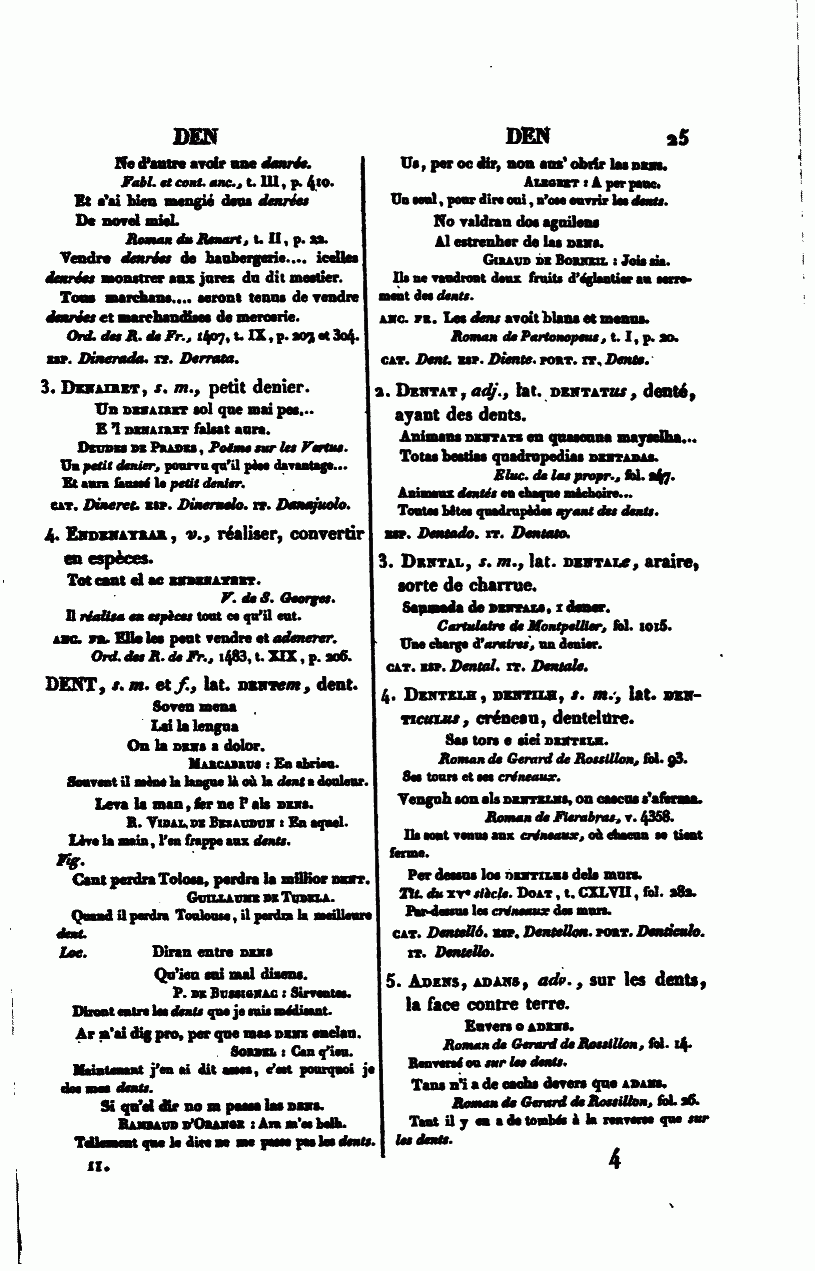 DEN
Ne d'autre avoir une denrée.
Fabl. et cont. anc., t. III, p. 410.
Et s'ai bien mengié deus denrées
De novel miel.
Roman du Renart, t. II, p. 22.
Vendre denrées de haubergerie.... icelles
denrées monstrer aux jurez du dit mestier.
Tous marchans.... seront tenus de vendre
denrées et marchandises de mercerie.
Ord. des R. de Fr., 1407, t. IX, p. 207 et 304.
ESP. Dinerada. IT. Derrata.
3. DENAIRET, s. m., petit denier.
Un DENAIRET sol que mai pes...
E 'l DENAIRET falsat aura.
DEUDES DE PRADES, Poëme sur les Vertus.
Un petit denier, pourvu qu'il pèse davantage...
Et aura faussé le petit denier.
CAT. Dineret. ESP. Dineruelo. IT. Danajuolo.
4. ENDENAYRAR, v., réaliser, convertir
en espèces.
Tot cant el ac ENDENAYRET.
V. de S. Georges.
Il réalisa en espèces tout ce qu'il eut.
ANC. FR. Elle les peut vendre et adenerer.
Ord. des R. de Fr., 1483, t. XIX, p. 206.
DENT, s. m. et f., lat. DENTem, dent.
Soven mena
Lai la lengua
On la DENS a dolor.
MARCABRUS : En abrieu.
Souvent il mène la langue là où la dent a douleur.
Leva la man, fer ne l' als DENS.
R. VIDAL DE BEZAUDUN : En aquel.
Lève la main, l'en frappe aux dents.
Fig.
Cant perdra Tolosa, perdra la millior DENT.
GUILLAUME DE TUDELA.
Quand il perdra Toulouse, il perdra la meilleure
dent.
Loc. Diran entre DENS
Qu'ieu sui mal disens.
P. DE BUSSIGNAC : Sirventes.
Diront entre les dents que je suis médisant.
Ar n'ai dig pro, per que mas DENZ enclau.
SORDEL : Can q'ieu.
Maintenant j'en ai dit assez, c'est pourquoi je
clos mes dents.
Si qu'el dir no m passa las DENS.
RAMBAUD D'ORANGE : Ara m'es belh.
Tellement que le dire ne me passe pas les dents.
II.
DEN 25
Us, per oc dir, non aus' obrir las DENS.
ALEGRET : A per pauc.
Un seul, pour dire oui, n'ose ouvrir les dents.
No valdran dos aguilens
Al estrenher de las DENS.
GIRAUD DE BORNEIL : Jois sia.
Ils ne vaudront deux fruits d'églantier au serre-
ment des dents.
ANC. FR. Les dens avoit blans et menus.
Roman de Partonopeus, t. I, p. 20.
CAT. Dent. ESP. Diente. PORT. IT. Dente.
2. DENTAT, adj., lat. DENTATus, denté,
ayant des dents.
Animans DENTATS en quascuna maysselha...
Totas bestias quadrupedias DENTADAS.
Eluc. de las propr., fol. 247.
Animaux dentés en chaque mâchoire...
Toutes bêtes quadrupèdes ayant des dents.
ESP. Dentado. IT. Dentato.
3. DENTAL, s. m., lat. DENTALe, araire,
sorte de charrue.
Saumada de DENTALS, I dener.
Cartulaire de Montpellier, fol. 1015.
Une charge d'araires, un denier.
CAT. ESP. Dental. IT. Dentale.
4. DENTELH, DENTILH, s. m., lat. DEN-
TICULUS, créneau, dentelure.
Sas tors e siei DENTELH.
Roman de Gerard de Rossillon, fol. 93.
Ses tours et ses créneaux.
Venguh son als DENTELHS, on cascus s'aferma.
Roman de Fierabras, v. 4358.
Ils sont venus aux créneaux, où chacun se tient
ferme.
Per dessus los DENTILHS dels murs.
Tit. du XVe siècle. DOAT, t. CXLVII, fol. 282.
Par-dessus les créneaux des murs.
CAT. Dentelló. ESP. Dentellon. PORT. Denticulo.
IT. Dentello.
5. ADENS, ADANS, adv., sur les dents,
la face contre terre.
Envers o ADENS.
Roman de Gerard de Rossillon, fol. 14.
Renversé ou sur les dents.
Tans n'i a de cachs devers que ADANS.
Roman de Gerard de Rossillon, fol. 26.
Tant il y en a de tombés à la renverse que sur
les dents.
4